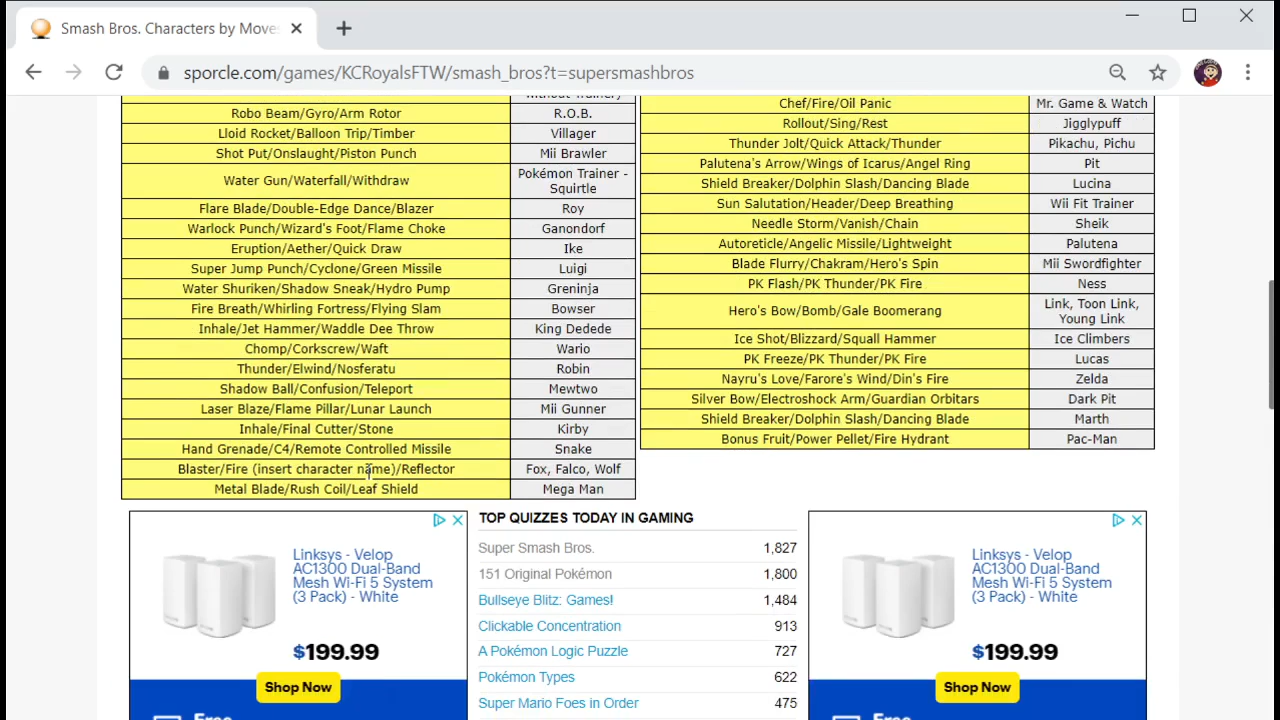 Smash Bros. Characters by Move
sporcle.com/games/KCRoyalsFTW/smash_bros?t=supersmashbros
Without Trainer)
Robo Beam/Gyro/Arm Rotor R.O.B.
Lloid Rocket/Balloon Trip/Timber Villager
Shot Put/Onslaught/Piston Punch Mii Brawler
Water Gun/Waterfall/Withdraw Pokémon Trainer - Squirtle
Flare Blade/Double-Edge Dance/Blazer Roy
Warlock Punch/Wizard's Foot/Flame Choke Ganondorf
Eruption/Aether/Quick Draw Ike
Super Jump Punch/Cyclone/Green Missile Luigi
Water Shuriken/Shadow Sneak/Hydro Pump Greninja
Fire Breath/Whirling Fortress/Flying Slam Bowser
Inhale/Jet Hammer/Waddle Dee Throw King Dedede
Chomp/Corkscrew/Waft Wario
Thunder/Elwind/Nosferatu Robin
Shadow Ball/Confusion/Teleport Mewtwo
Laser Blaze/Flame Pillar/Lunar Launch Mii Gunner
Inhale/Final Cutter/Stone Kirby
Hand Grenade/C4/Remote Controlled Missile Snake
Blaster/Fire (insert character name)/Reflector Fox, Falco, Wolf
Metal Blade/Rush Coil/Leaf Shield Mega Man
Chef/Fire/Oil Panic Mr. Game & Watch
Rollout/Sing/Rest Jigglypuff
Thunder Jolt/Quick Attack/Thunder Pikachu, Pichu
Palutena's Arrow/Wings of Icarus/Angel Ring Pit
Shield Breaker/Dolphin Slash/Dancing Blade Lucina
Sun Salutation/Header/Deep Breathing Wii Fit Trainer
Needle Storm/Vanish/Chain Sheik
Autoreticle/Angelic Missile/Lightweight Palutena
Blade Flurry/Chakram/Hero's Spin Mii Swordfighter
PK Flash/PK Thunder/PK Fire Ness
Hero's Bow/Bomb/Gale Boomerang Link, Toon Link, Young Link
Ice Shot/Blizzard/Squall Hammer Ice Climbers
PK Freeze/PK Thunder/PK Fire Lucas
Nayru's Love/Farore's Wind/Din's Fire Zelda
Silver Bow/Electroshock Arm/Guardian Orbitars Dark Pit
Shield Breaker/Dolphin Slash/Dancing Blade Marth
Bonus Fruit/Power Pellet/Fire Hydrant Pac-Man
Linksys - Velop
AC1300 Dual-Band
Mesh Wi-Fi 5 System
(3 Pack) - White
$199.99
Shop Now
Free
TOP QUIZZES TODAY IN GAMING
Super Smash Bros. 1,827
151 Original Pokémon 1,800
Bullseye Blitz: Games! 1,484
Clickable Concentration 913
A Pokémon Logic Puzzle 727
Pokémon Types 622
Super Mario Foes in Order 475
Linksys - Velop
AC1300 Dual-Band
Mesh Wi-Fi 5 System
(3 Pack) - White
$199.99
Shop Now
Free